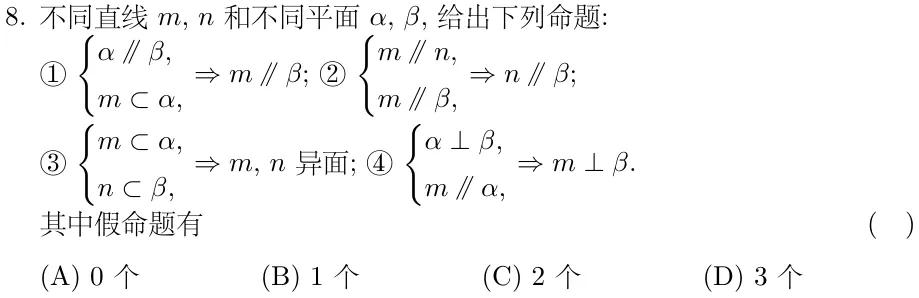 8. 不同直线 m, n 和不同平面 α, β, 给出下列命题:
① { α ∥ β, m ⊂ α, ⇒ m ∥ β; ② { m ∥ n, m ∥ β, ⇒ n ∥ β;
③ { m ⊂ α, n ⊂ β, ⇒ m, n 异面; ④ { α ⊥ β, m ∥ α, ⇒ m ⊥ β.
其中假命题有 ( )
(A) 0 个 (B) 1 个 (C) 2 个 (D) 3 个